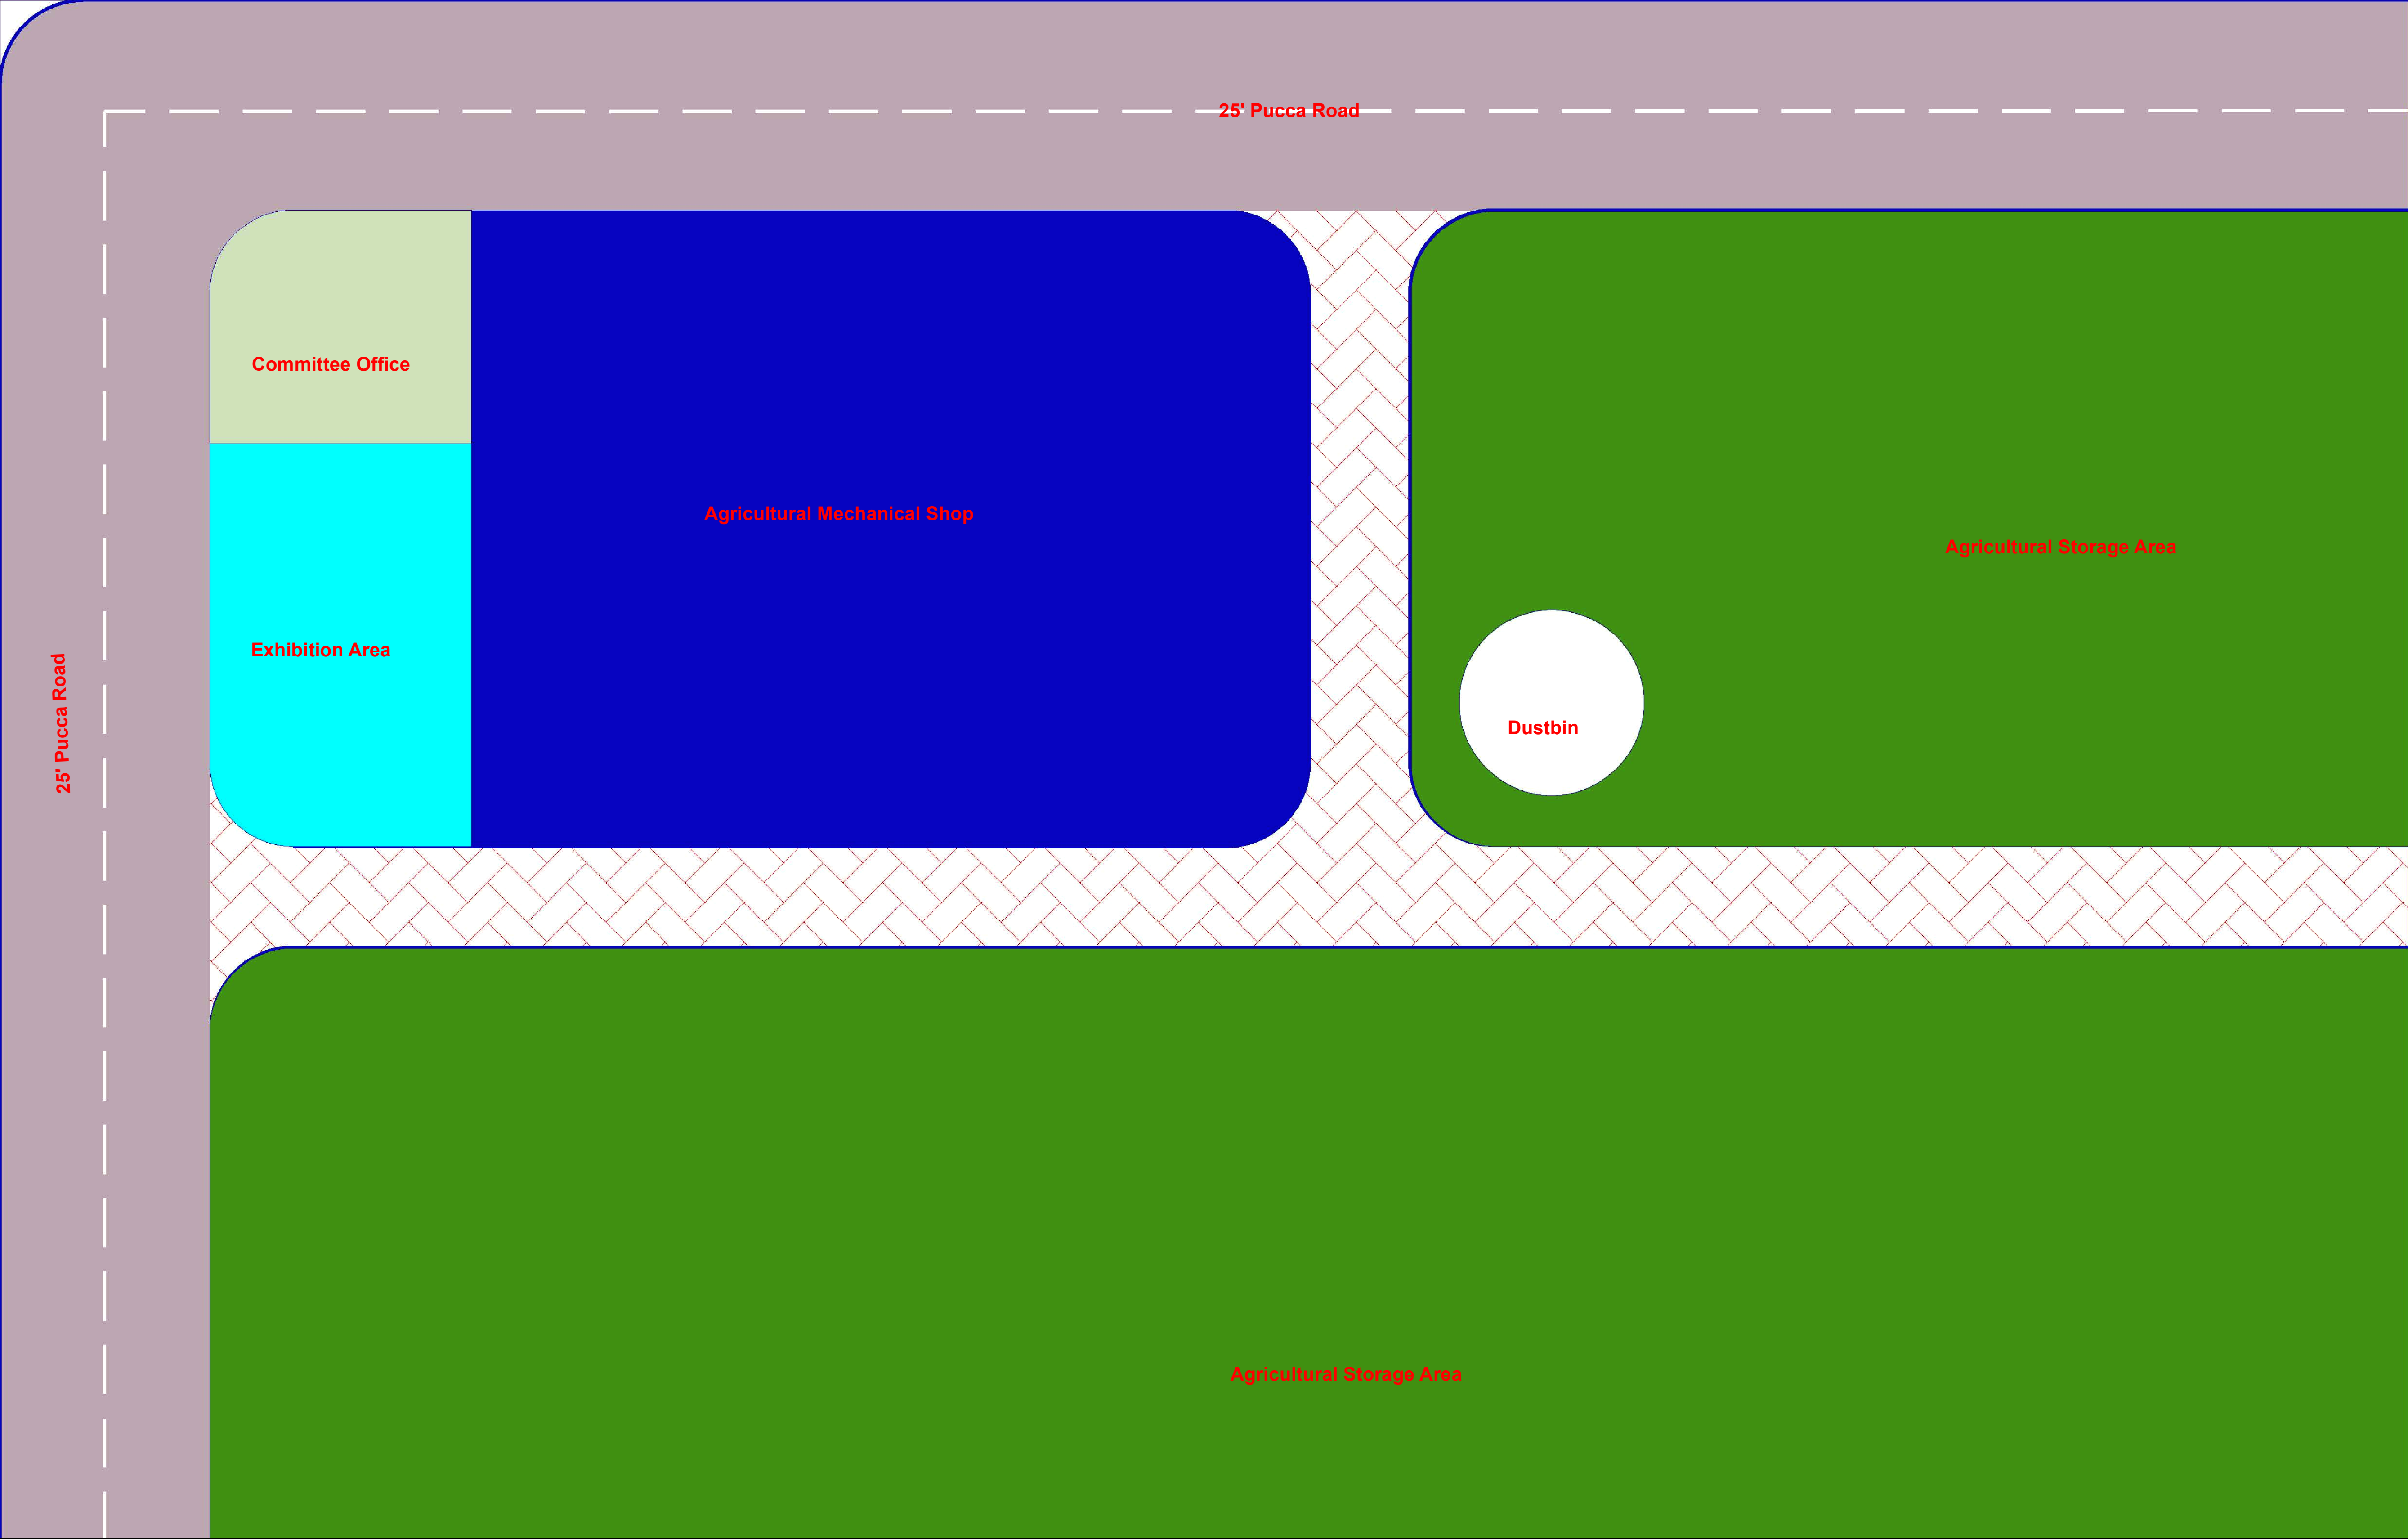 25' Pucca Road
Committee Office
Agricultural Mechanical Shop
Agricultural Storage Area
Exhibition Area
25' Pucca Road
Dustbin
Agricultural Storage Area